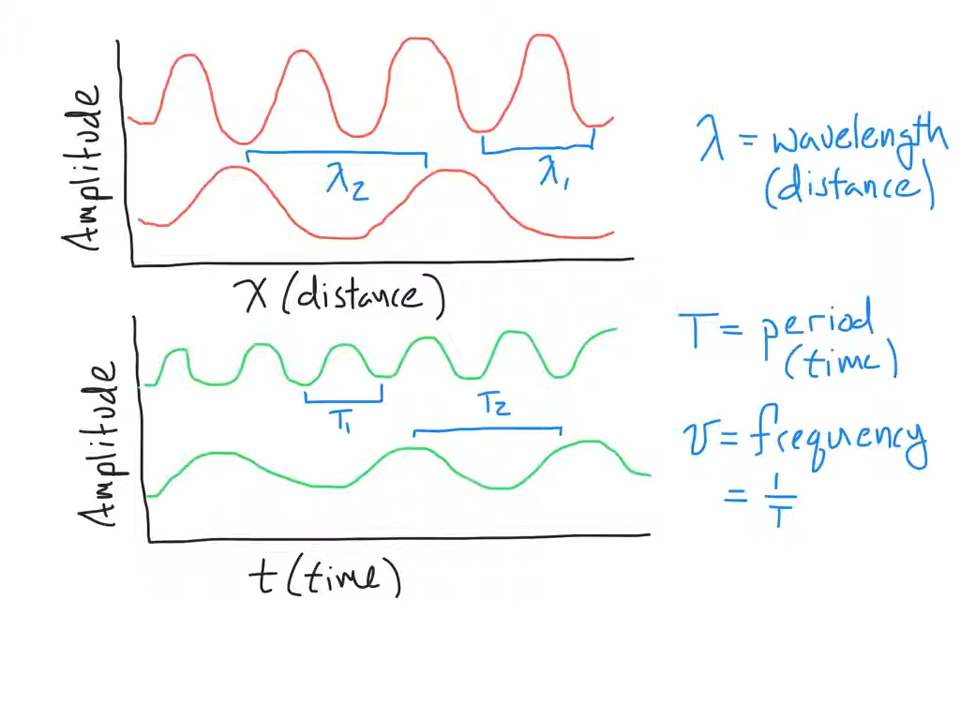 Amplitude
λ₂
λ₁
X (distance)
λ = wavelength
(distance)
Amplitude
T₁
T₂
t (time)
T = period
(time)
ν = frequency
= 1/T